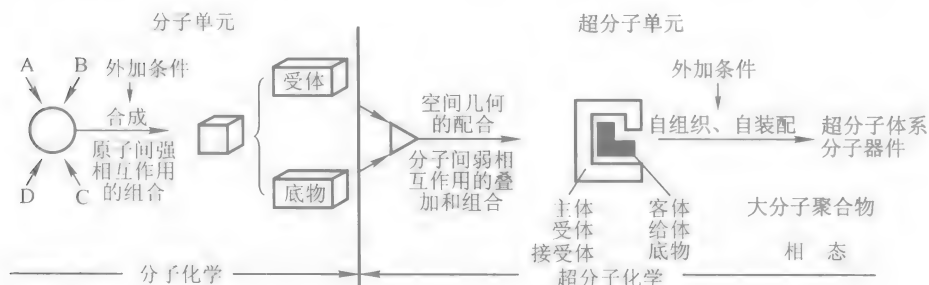 分子单元
超分子单元
A
B
外加条件
合成
原子间强
相互作用
的组合
D
C
受体
底物
空间几何
的配合
分子间弱相
互作用的叠
加和组合
外加条件
自组织、自装配
超分子体系
分子器件
主体
受体
接受体
客体
给体
底物
大分子聚合物
相 态
分子化学
超分子化学